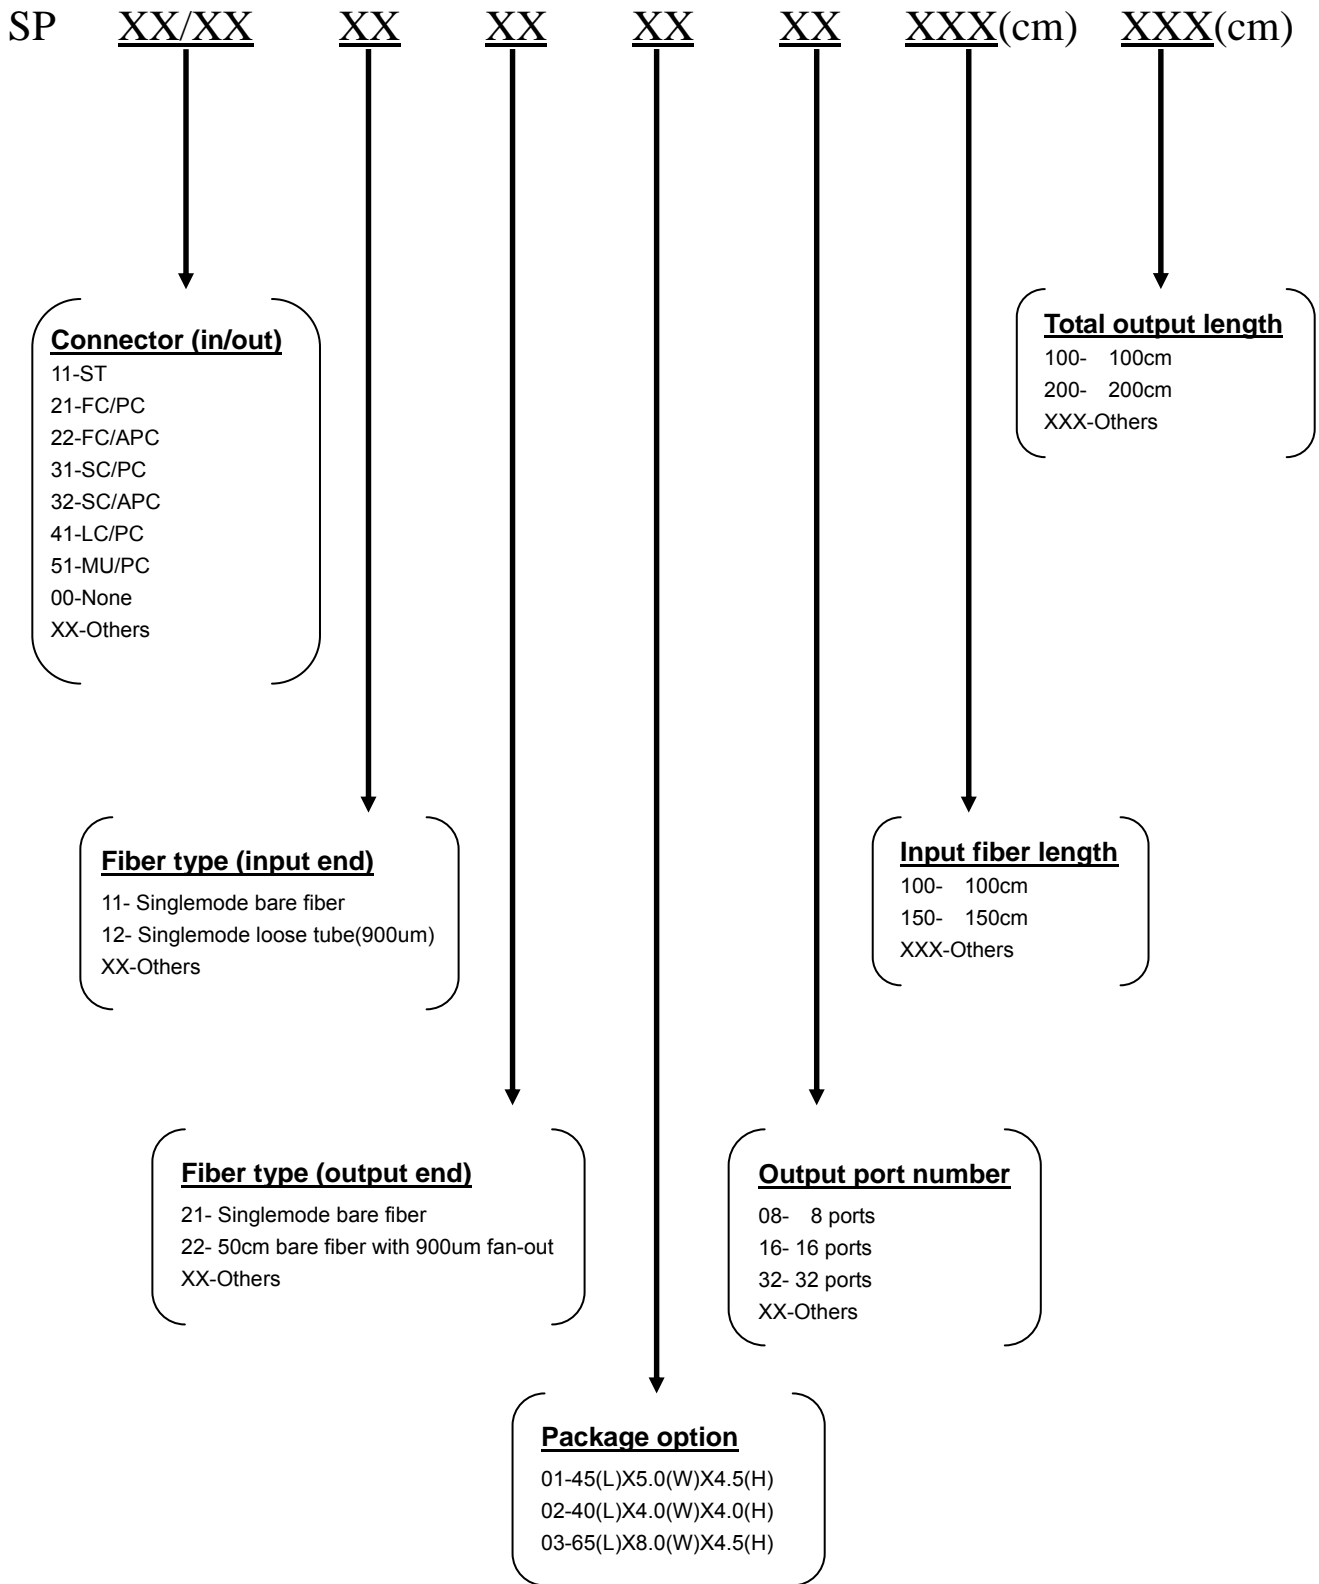 SP XX/XX XX XX XX XX XXX(cm) XXX(cm)
Connector (in/out)
11-ST
21-FC/PC
22-FC/APC
31-SC/PC
32-SC/APC
41-LC/PC
51-MU/PC
00-None
XX-Others
Total output length
100- 100cm
200- 200cm
XXX-Others
Fiber type (input end)
11- Singlemode bare fiber
12- Singlemode loose tube(900um)
XX-Others
Input fiber length
100- 100cm
150- 150cm
XXX-Others
Fiber type (output end)
21- Singlemode bare fiber
22- 50cm bare fiber with 900um fan-out
XX-Others
Output port number
08- 8 ports
16- 16 ports
32- 32 ports
XX-Others
Package option
01-45(L)X5.0(W)X4.5(H)
02-40(L)X4.0(W)X4.0(H)
03-65(L)X8.0(W)X4.5(H)